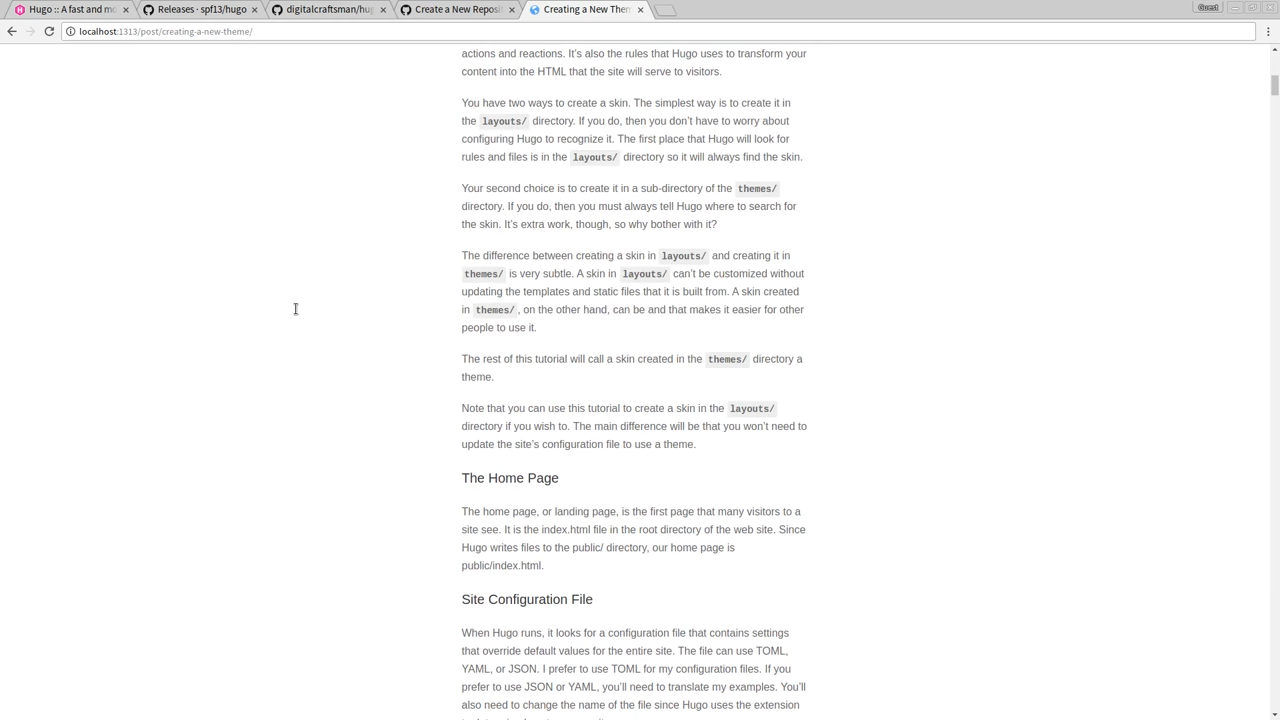 Hugo :: A fast and mo
Releases · spf13/hugo
digitalcraftsman/hug
Create a New Reposit
Creating a New Them
Guest
localhost:1313/post/creating-a-new-theme/
actions and reactions. It’s also the rules that Hugo uses to transform your
content into the HTML that the site will serve to visitors.
You have two ways to create a skin. The simplest way is to create it in
the layouts/ directory. If you do, then you don’t have to worry about
configuring Hugo to recognize it. The first place that Hugo will look for
rules and files is in the layouts/ directory so it will always find the skin.
Your second choice is to create it in a sub-directory of the themes/
directory. If you do, then you must always tell Hugo where to search for
the skin. It’s extra work, though, so why bother with it?
The difference between creating a skin in layouts/ and creating it in
themes/ is very subtle. A skin in layouts/ can’t be customized without
updating the templates and static files that it is built from. A skin created
in themes/, on the other hand, can be and that makes it easier for other
people to use it.
The rest of this tutorial will call a skin created in the themes/ directory a
theme.
Note that you can use this tutorial to create a skin in the layouts/
directory if you wish to. The main difference will be that you won’t need to
update the site’s configuration file to use a theme.
The Home Page
The home page, or landing page, is the first page that many visitors to a
site see. It is the index.html file in the root directory of the web site. Since
Hugo writes files to the public/ directory, our home page is
public/index.html.
Site Configuration File
When Hugo runs, it looks for a configuration file that contains settings
that override default values for the entire site. The file can use TOML,
YAML, or JSON. I prefer to use TOML for my configuration files. If you
prefer to use JSON or YAML, you’ll need to translate my examples. You’ll
also need to change the name of the file since Hugo uses the extension